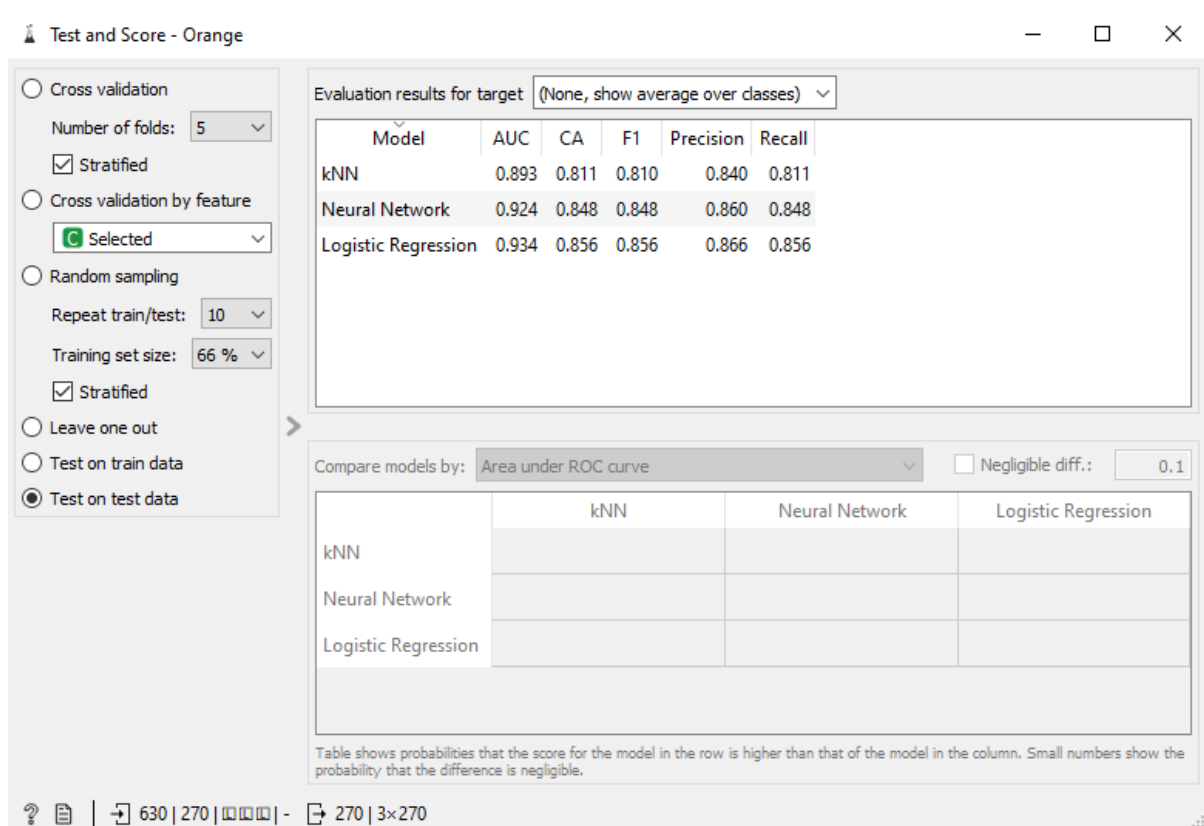 Test and Score - Orange
Cross validation
Number of folds: 5
Stratified
Cross validation by feature
C Selected
Random sampling
Repeat train/test: 10
Training set size: 66 %
Stratified
Leave one out
Test on train data
Test on test data
Evaluation results for target (None, show average over classes)
Model AUC CA F1 Precision Recall
kNN 0.893 0.811 0.810 0.840 0.811
Neural Network 0.924 0.848 0.848 0.860 0.848
Logistic Regression 0.934 0.856 0.856 0.866 0.856
Compare models by: Area under ROC curve Negligible diff.: 0.1
kNN Neural Network Logistic Regression
kNN
Neural Network
Logistic Regression
Table shows probabilities that the score for the model in the row is higher than that of the model in the column. Small numbers show the
probability that the difference is negligible.
? 630 | 270 | | - 270 | 3×270